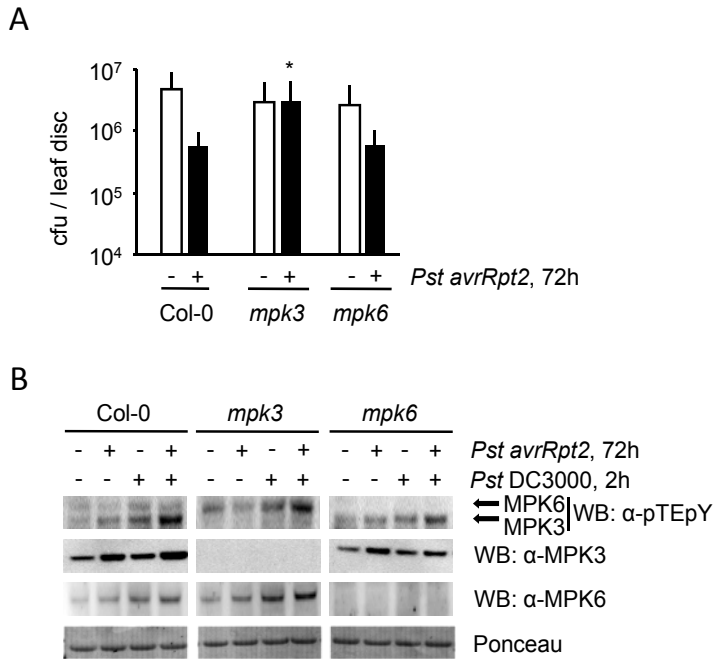 A
cfu / leaf disc
10⁷
10⁶
10⁵
10⁴
*
- + - + - + Pst avrRpt2, 72h
Col-0 mpk3 mpk6
B
Col-0 mpk3 mpk6
- + - + - + - + - + - + Pst avrRpt2, 72h
- - + + - - + + - - + + Pst DC3000, 2h
MPK6
MPK3
WB: α-pTEpY
WB: α-MPK3
WB: α-MPK6
Ponceau